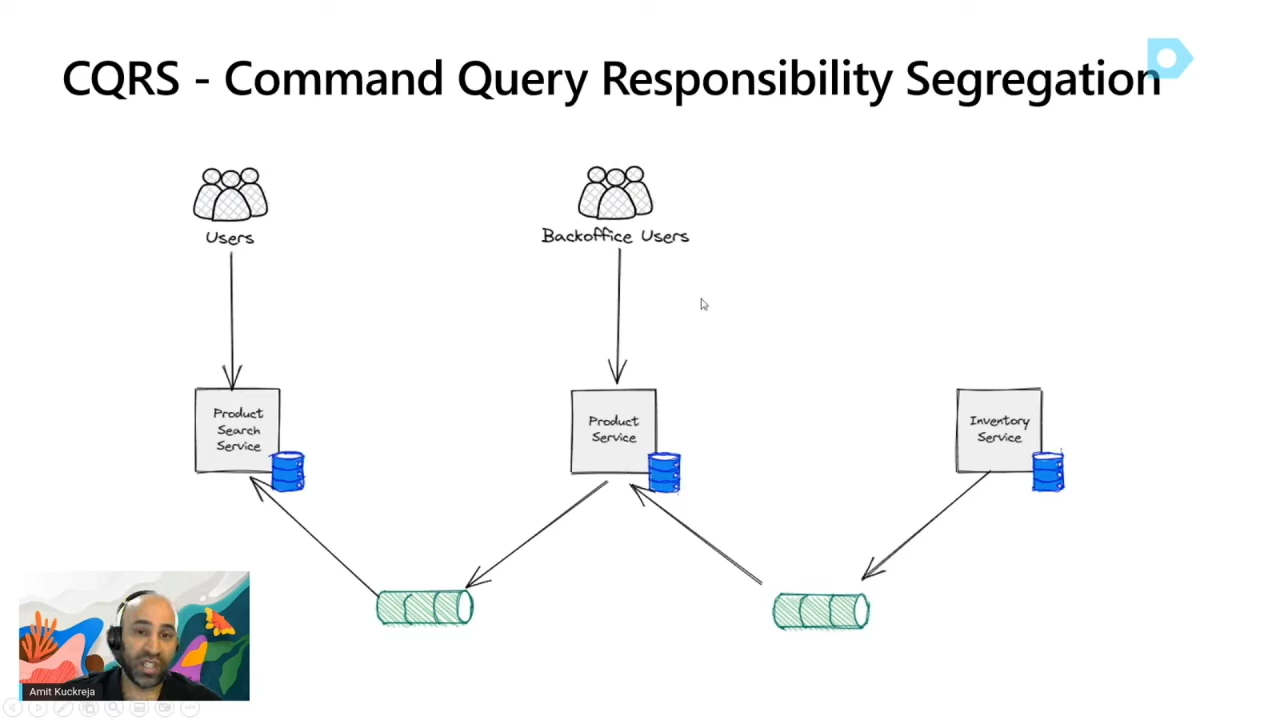 CQRS - Command Query Responsibility Segregation
Users
Backoffice Users
Product
Search
Service
Product
Service
Inventory
Service
Amit Kuckreja